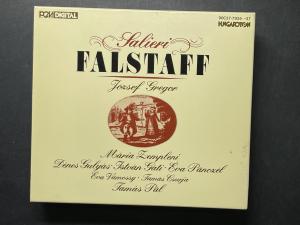 PCM/DIGITAL
HUNGAROTON
Salieri
FALSTAFF
József Gregor
Mária Zempléni
Dénes Gulyás · István Gáti · Éva Pánczél
Éva Vámossy · Tamás Csurja
Tamás Pál